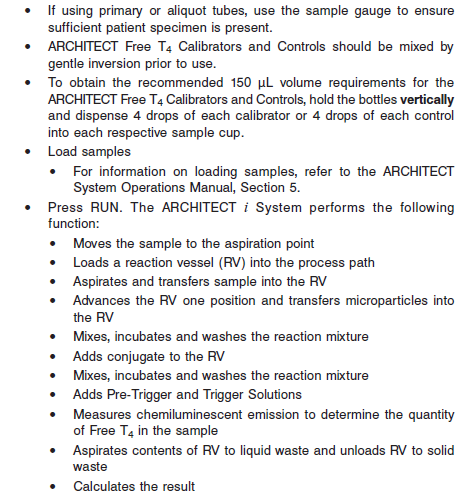 • If using primary or aliquot tubes, use the sample gauge to ensure
sufficient patient specimen is present.
• ARCHITECT Free T4 Calibrators and Controls should be mixed by
gentle inversion prior to use.
• To obtain the recommended 150 μL volume requirements for the
ARCHITECT Free T4 Calibrators and Controls, hold the bottles vertically
and dispense 4 drops of each calibrator or 4 drops of each control
into each respective sample cup.
• Load samples
• For information on loading samples, refer to the ARCHITECT
System Operations Manual, Section 5.
• Press RUN. The ARCHITECT i System performs the following
function:
• Moves the sample to the aspiration point
• Loads a reaction vessel (RV) into the process path
• Aspirates and transfers sample into the RV
• Advances the RV one position and transfers microparticles into
the RV
• Mixes, incubates and washes the reaction mixture
• Adds conjugate to the RV
• Mixes, incubates and washes the reaction mixture
• Adds Pre-Trigger and Trigger Solutions
• Measures chemiluminescent emission to determine the quantity
of Free T4 in the sample
• Aspirates contents of RV to liquid waste and unloads RV to solid
waste
• Calculates the result